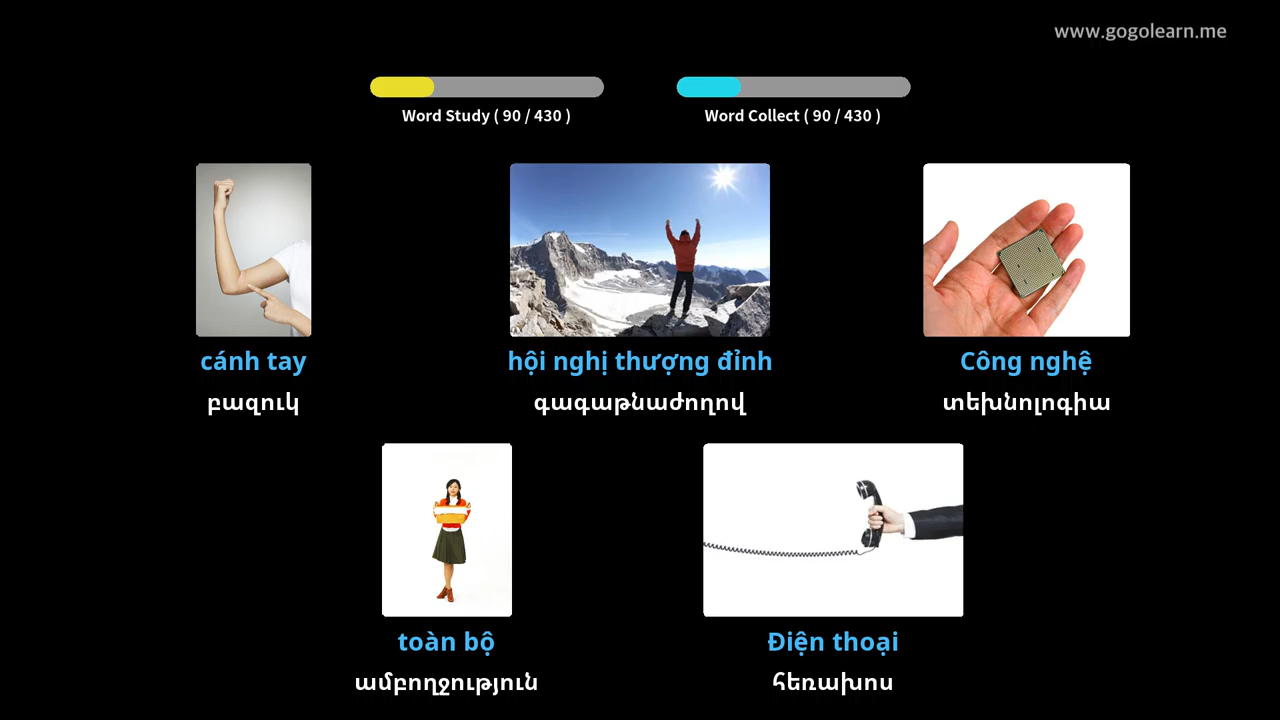 www.gogolearn.me
Word Study ( 90 / 430 )
Word Collect ( 90 / 430 )
cánh tay
բազուկ
hội nghị thượng đỉnh
գագաթնաժողով
Công nghệ
տեխնոլոգիա
toàn bộ
ամբողջություն
Điện thoại
հեռախոս